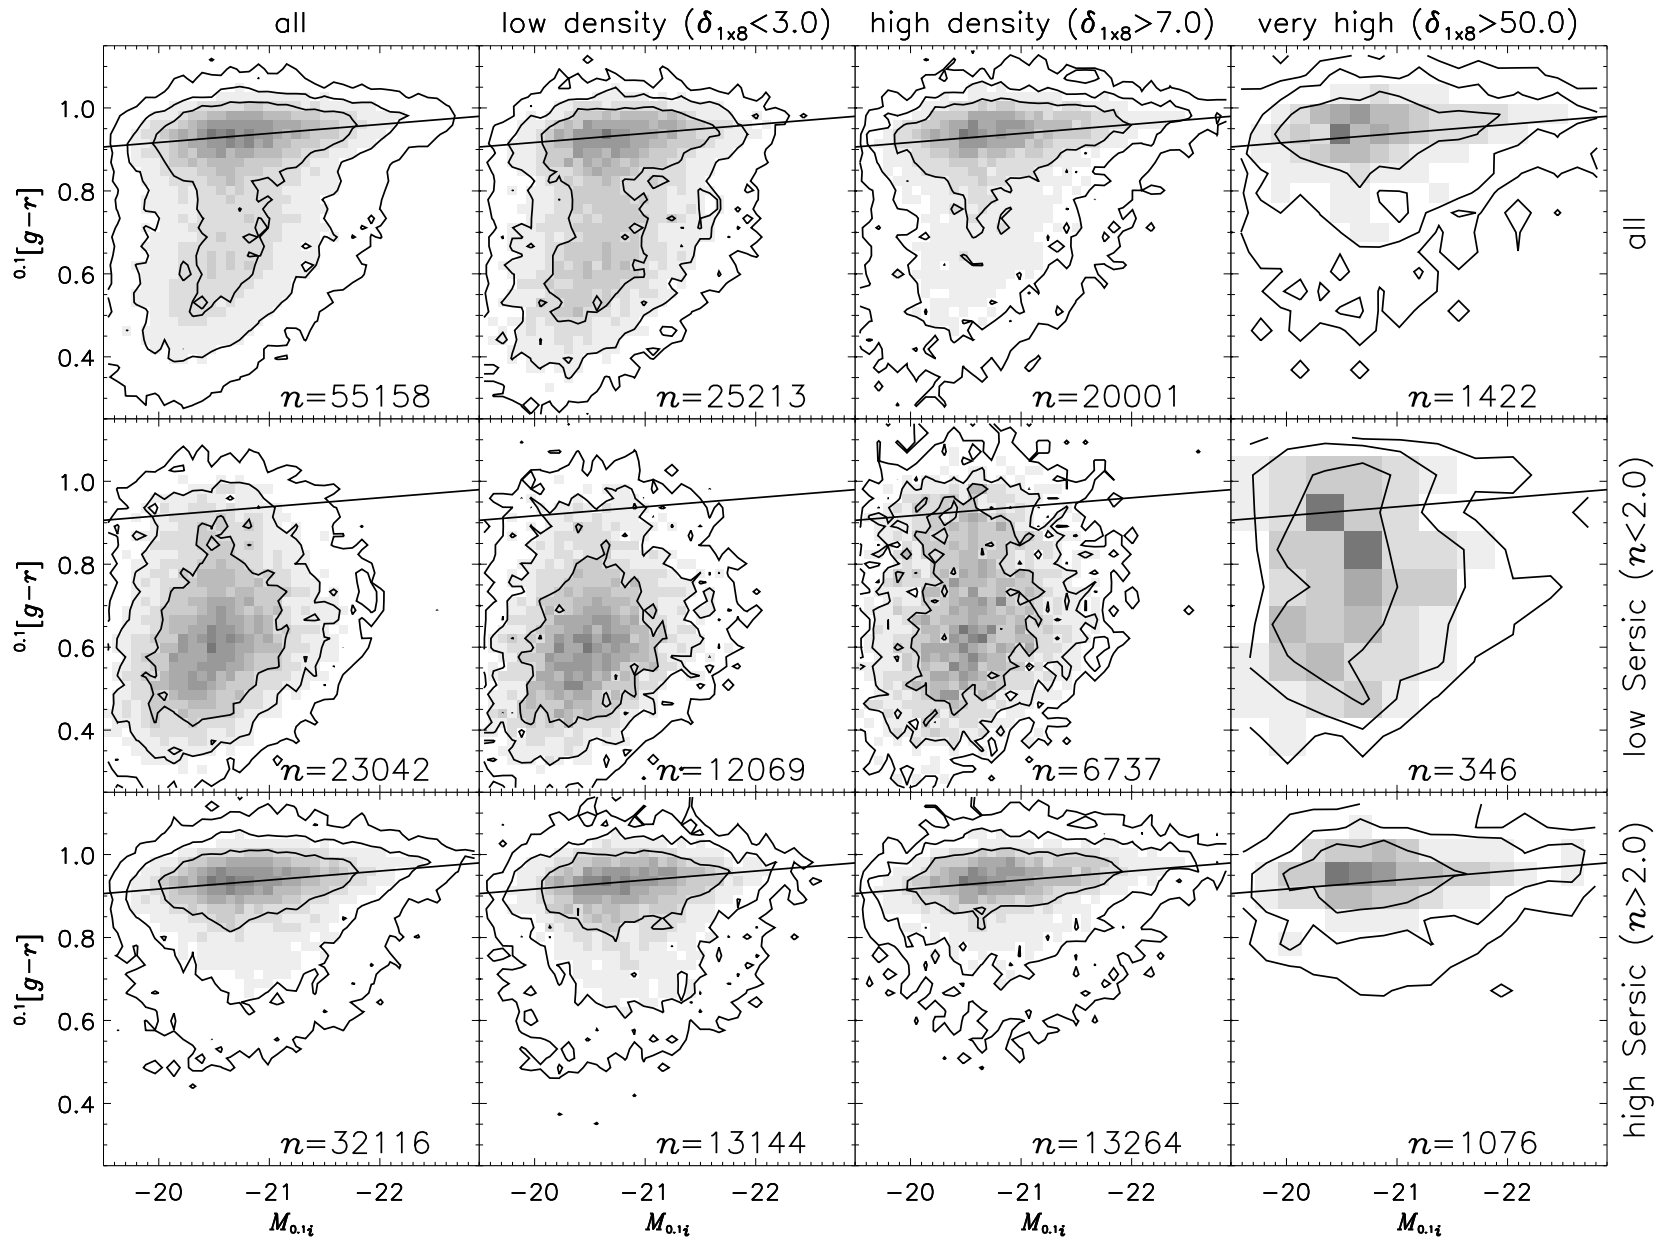 all low density (δ1x8<3.0) high density (δ1x8>7.0) very high (δ1x8>50.0)
1.0
0.8
0.6
0.4
0.1[g−r]
n=55158 n=25213 n=20001 n=1422
all
1.0
0.8
0.6
0.4
0.1[g−r]
n=23042 n=12069 n=6737 n=346
low Sersic (n<2.0)
1.0
0.8
0.6
0.4
0.1[g−r]
n=32116 n=13144 n=13264 n=1076
high Sersic (n>2.0)
−20 −21 −22 −20 −21 −22 −20 −21 −22 −20 −21 −22
M0.1i M0.1i M0.1i M0.1i